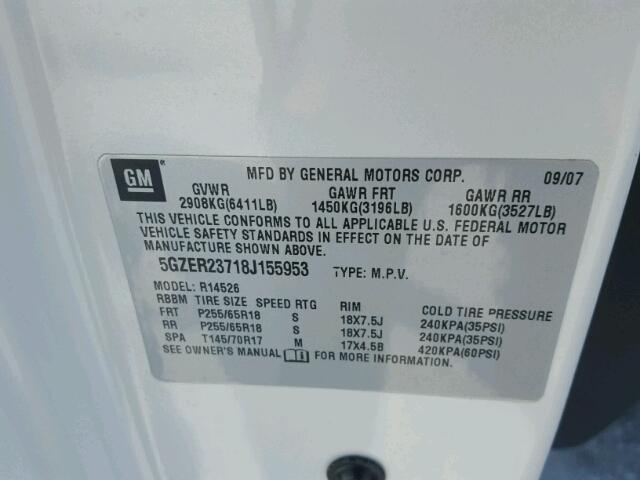 GM
MFD BY GENERAL MOTORS CORP. 09/07
GVWR GAWR FRT GAWR RR
2908KG(6411LB) 1450KG(3196LB) 1600KG(3527LB)
THIS VEHICLE CONFORMS TO ALL APPLICABLE U.S. FEDERAL MOTOR
VEHICLE SAFETY STANDARDS IN EFFECT ON THE DATE OF
MANUFACTURE SHOWN ABOVE.
5GZER23718J155953 TYPE: M.P.V.
MODEL: R14526
RBBM TIRE SIZE SPEED RTG RIM COLD TIRE PRESSURE
FRT P255/65R18 S 18X7.5J 240KPA(35PSI)
RR P255/65R18 S 18X7.5J 240KPA(35PSI)
SPA T145/70R17 M 17X4.5B 420KPA(60PSI)
SEE OWNER'S MANUAL FOR MORE INFORMATION.